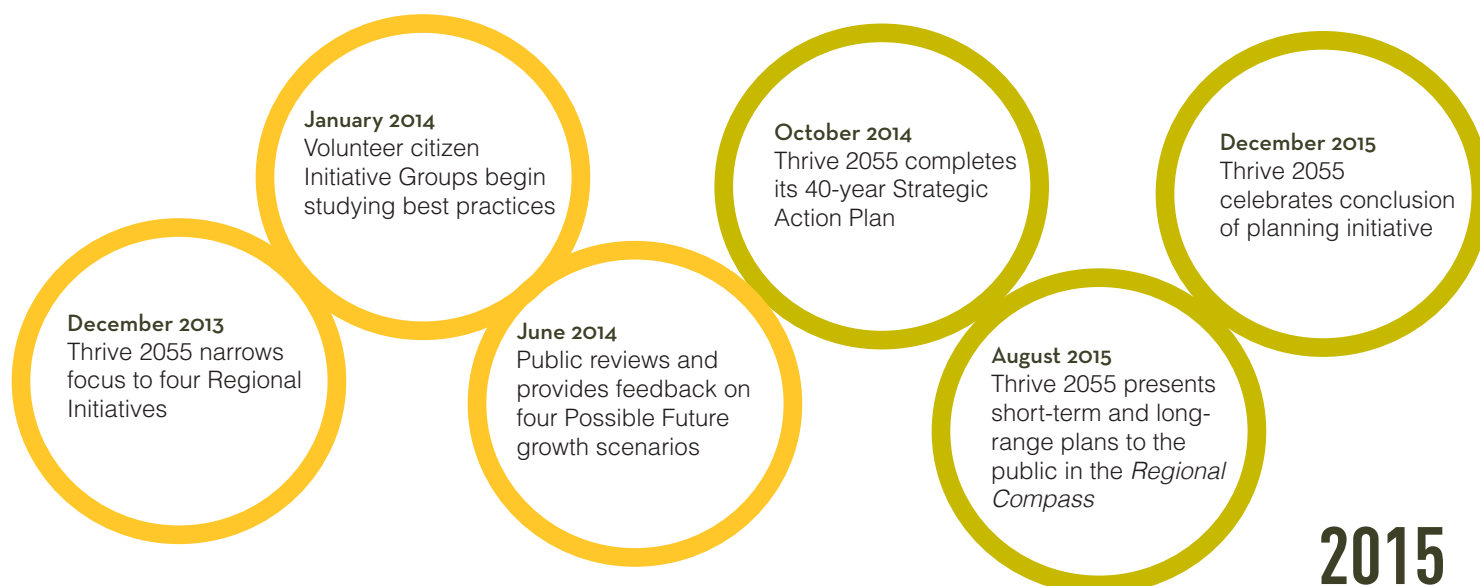 December 2013
Thrive 2055 narrows
focus to four Regional
Initiatives
January 2014
Volunteer citizen
Initiative Groups begin
studying best practices
June 2014
Public reviews and
provides feedback on
four Possible Future
growth scenarios
October 2014
Thrive 2055 completes
its 40-year Strategic
Action Plan
August 2015
Thrive 2055 presents
short-term and long-
range plans to the
public in the Regional
Compass
December 2015
Thrive 2055
celebrates conclusion
of planning initiative
2015